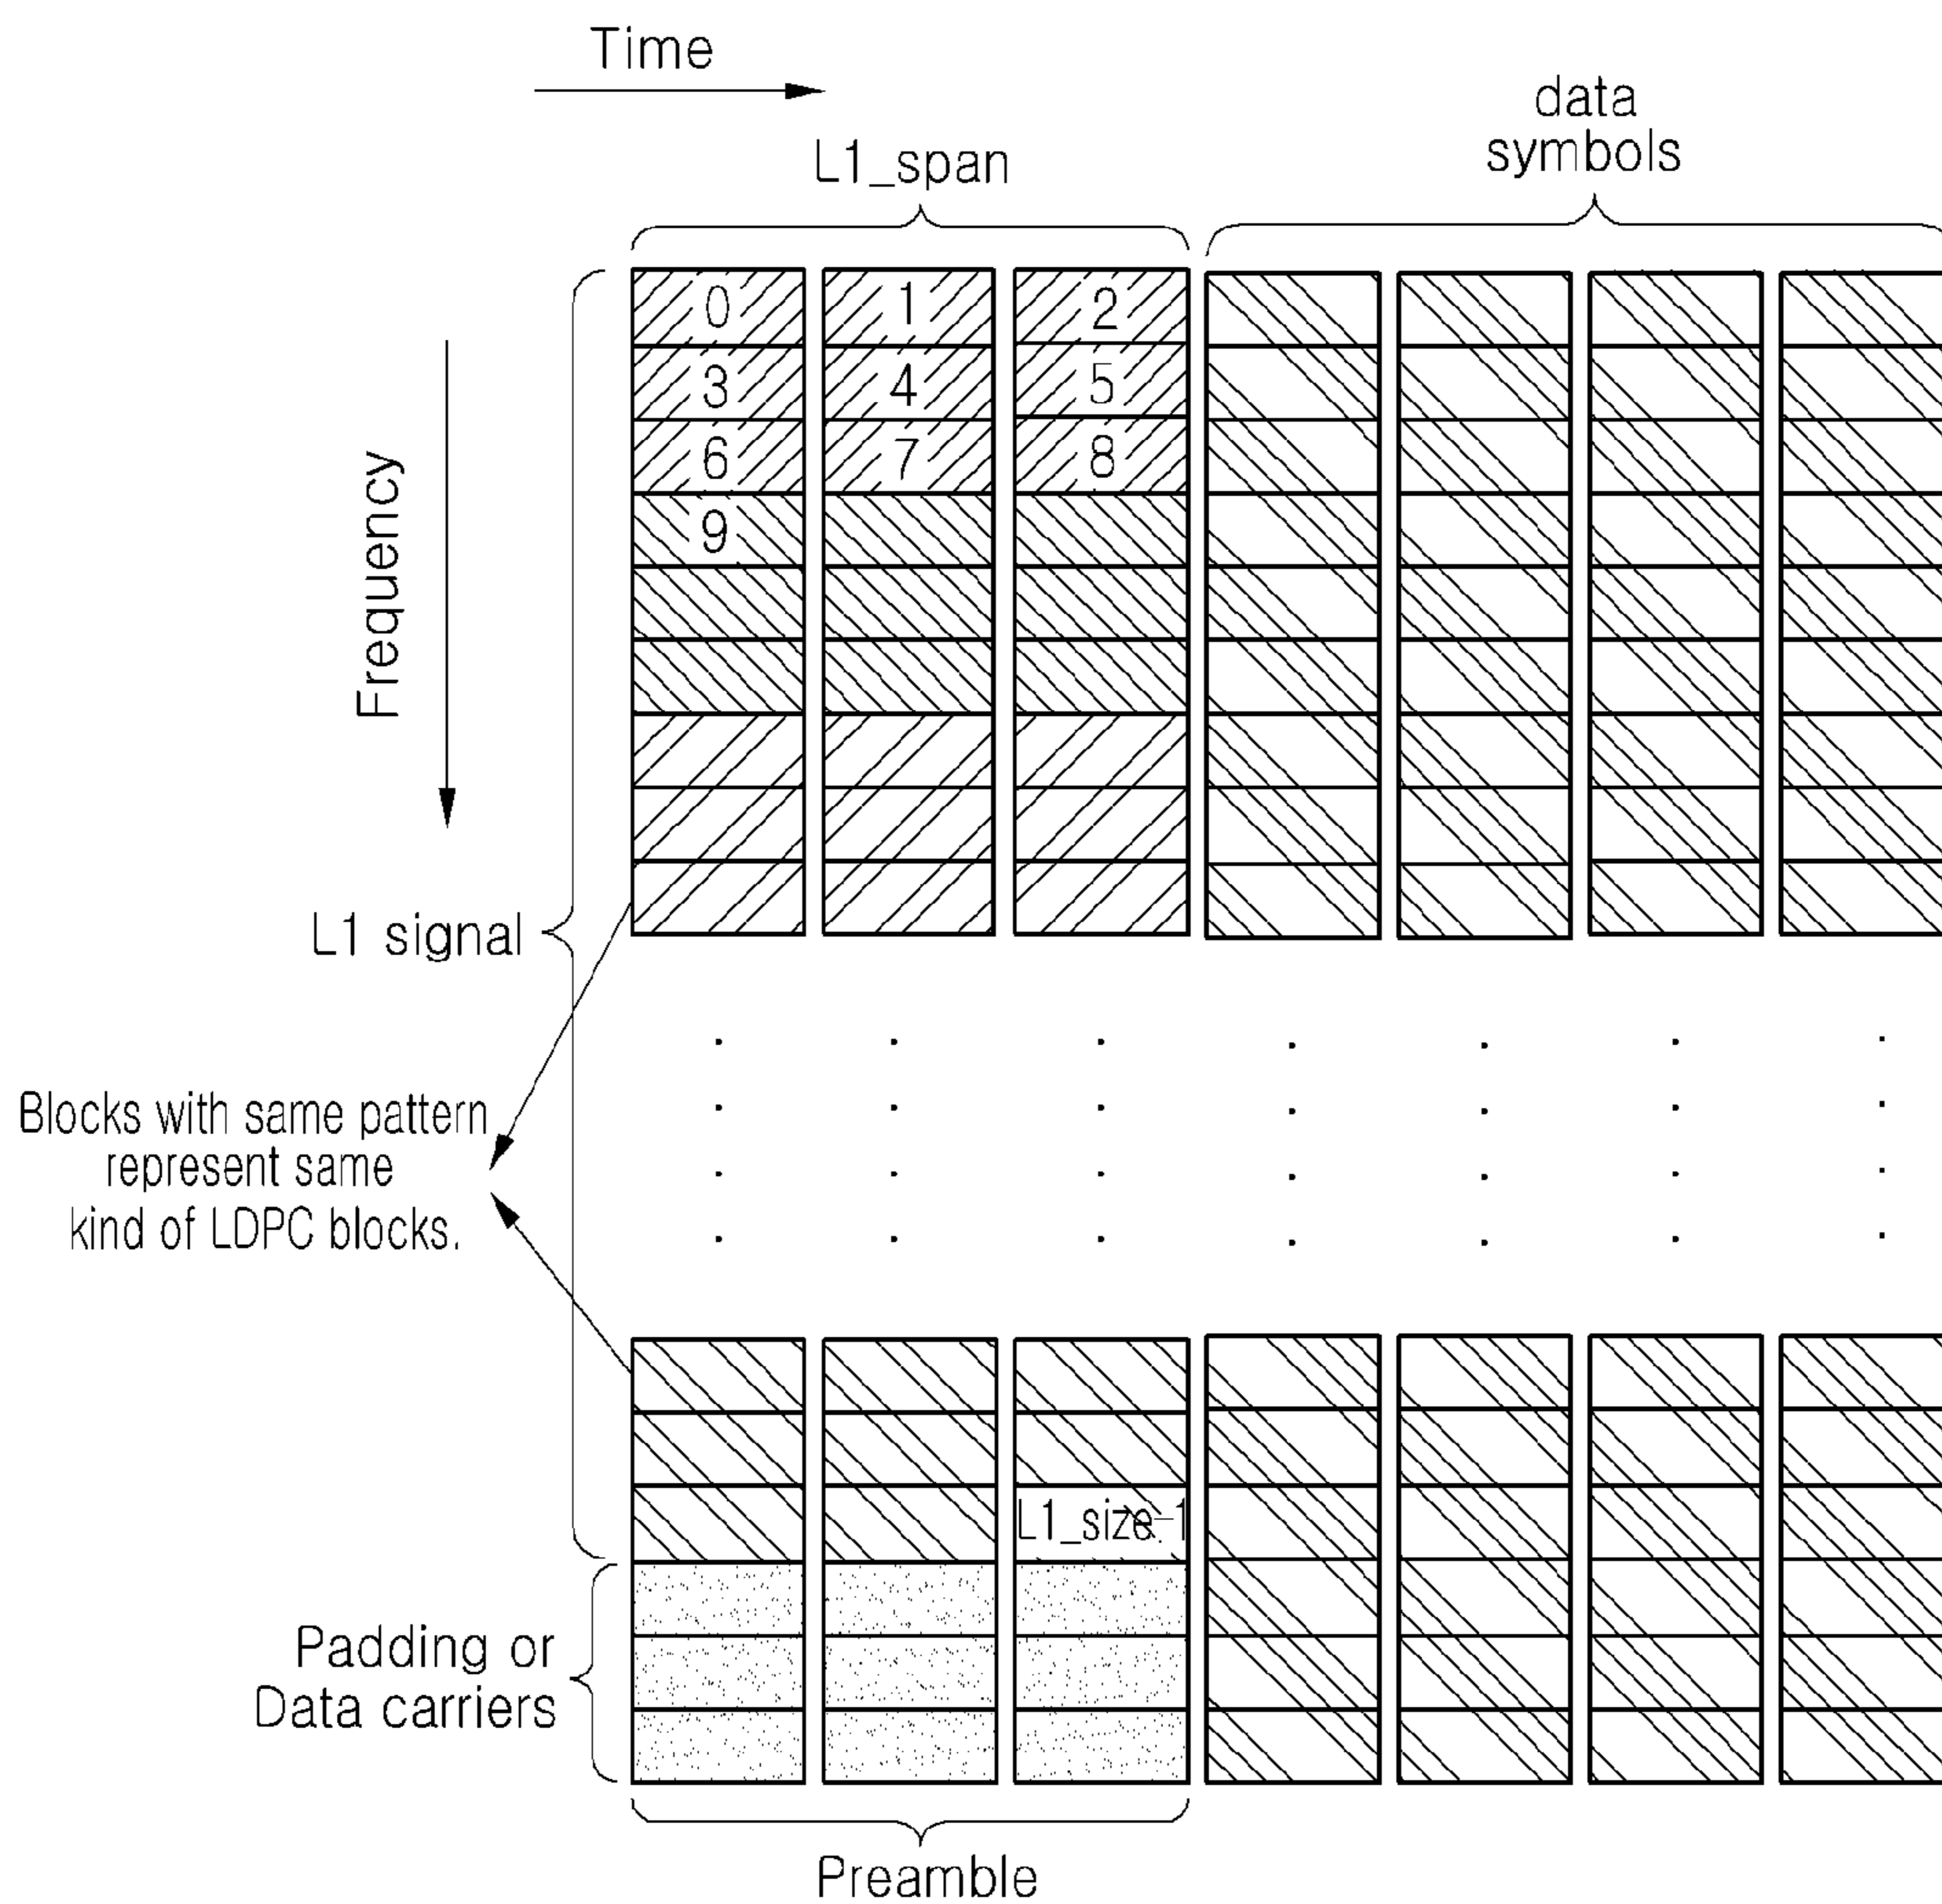 Time
L1_span
data
symbols
0 1 2
3 4 5
6 7 8
9
Frequency
L1 signal
Blocks with same pattern
represent same
kind of LDPC blocks.
L1_size-1
Padding or
Data carriers
Preamble